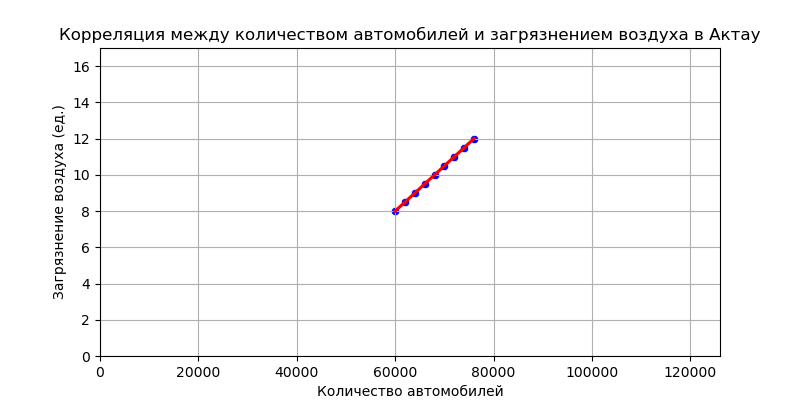 Корреляция между количеством автомобилей и загрязнением воздуха в Актау
16
14
12
10
8
6
4
2
0
Загрязнение воздуха (ед.)
0 20000 40000 60000 80000 100000 120000
Количество автомобилей